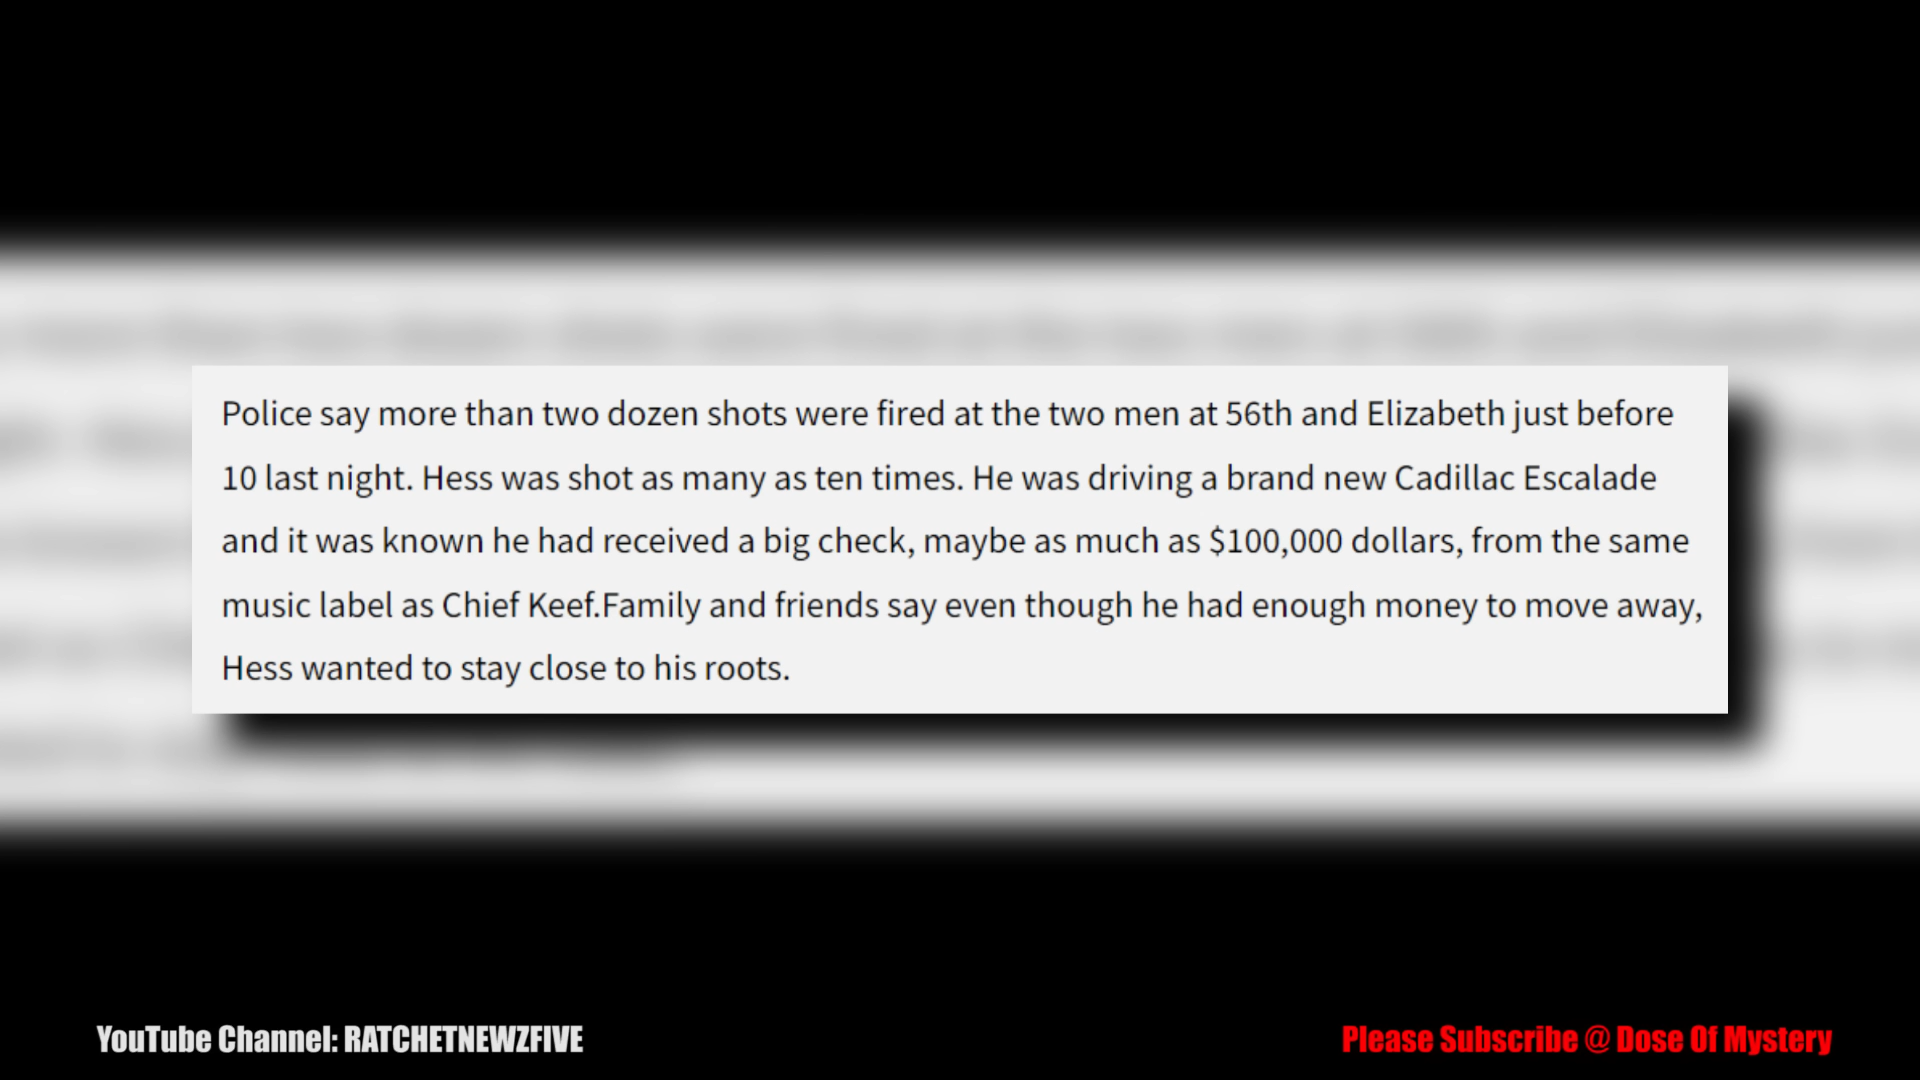 Police say more than two dozen shots were fired at the two men at 56th and Elizabeth just before
10 last night. Hess was shot as many as ten times. He was driving a brand new Cadillac Escalade
and it was known he had received a big check, maybe as much as $100,000 dollars, from the same
music label as Chief Keef.Family and friends say even though he had enough money to move away,
Hess wanted to stay close to his roots.
YouTube Channel: RATCHETNEWZFIVE
Please Subscribe @ Dose Of Mystery